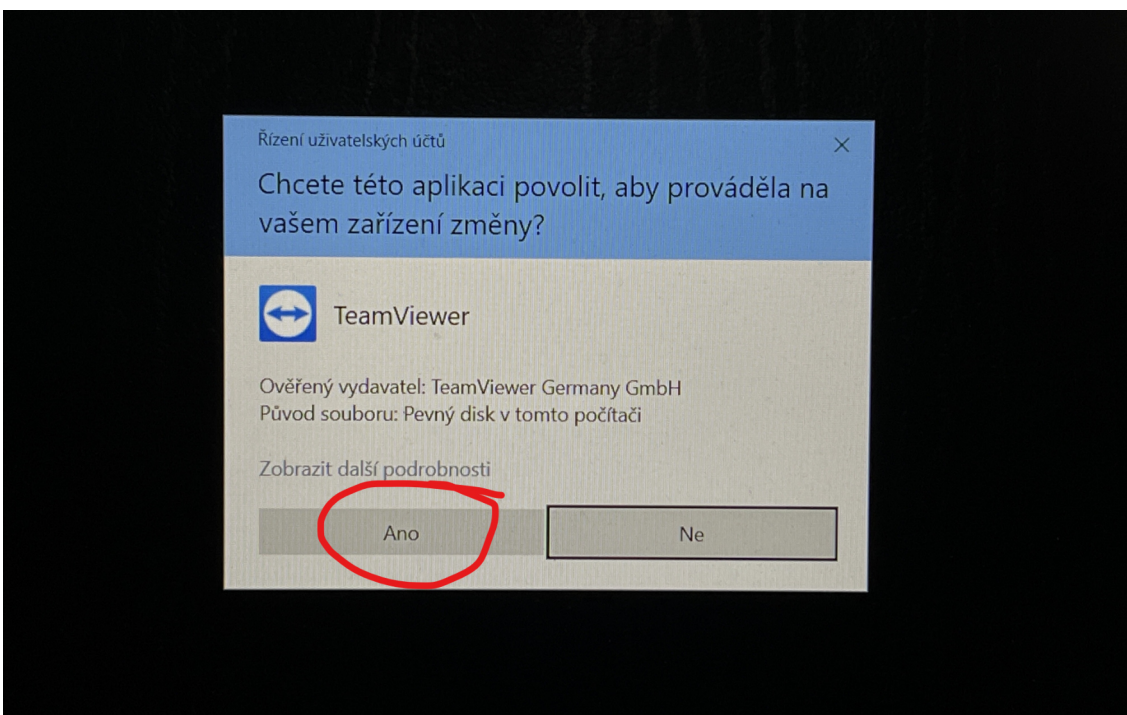 Řízení uživatelských účtů
Chcete této aplikaci povolit, aby prováděla na
vašem zařízení změny?
TeamViewer
Ověřený vydavatel: TeamViewer Germany GmbH
Původ souboru: Pevný disk v tomto počítači
Zobrazit další podrobnosti
Ano
Ne